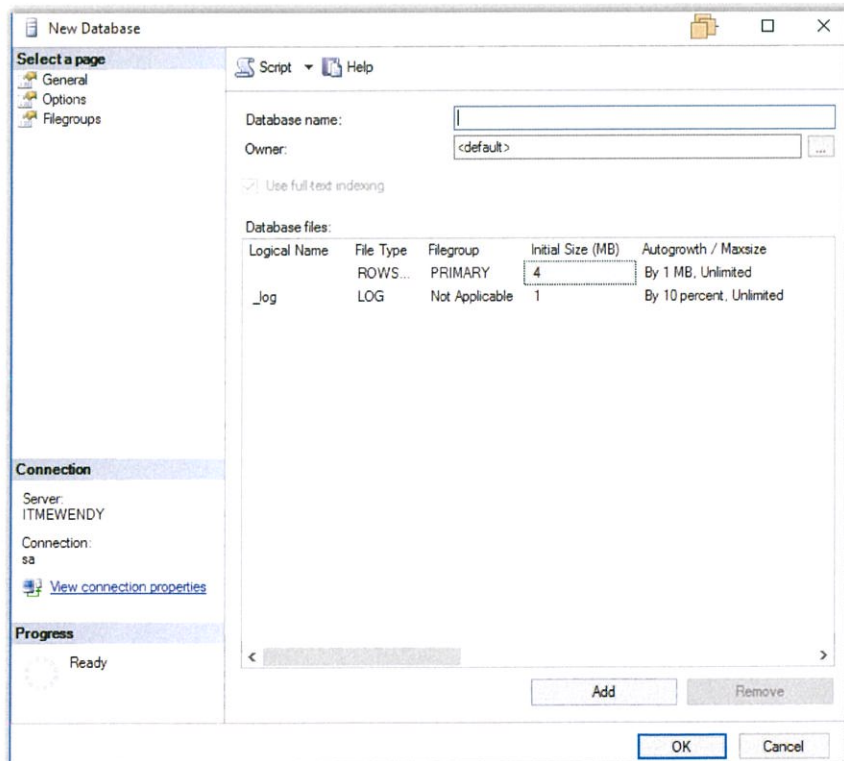 New Database
Select a page
General
Options
Filegroups
Script Help
Database name:
Owner: <default> ...
Use full text indexing
Database files:
Logical Name File Type Filegroup Initial Size (MB) Autogrowth / Maxsize
ROWS... PRIMARY 4 By 1 MB, Unlimited
_log LOG Not Applicable 1 By 10 percent, Unlimited
Connection
Server:
ITMEWENDY
Connection:
sa
View connection properties
Progress
Ready
Add Remove
OK Cancel